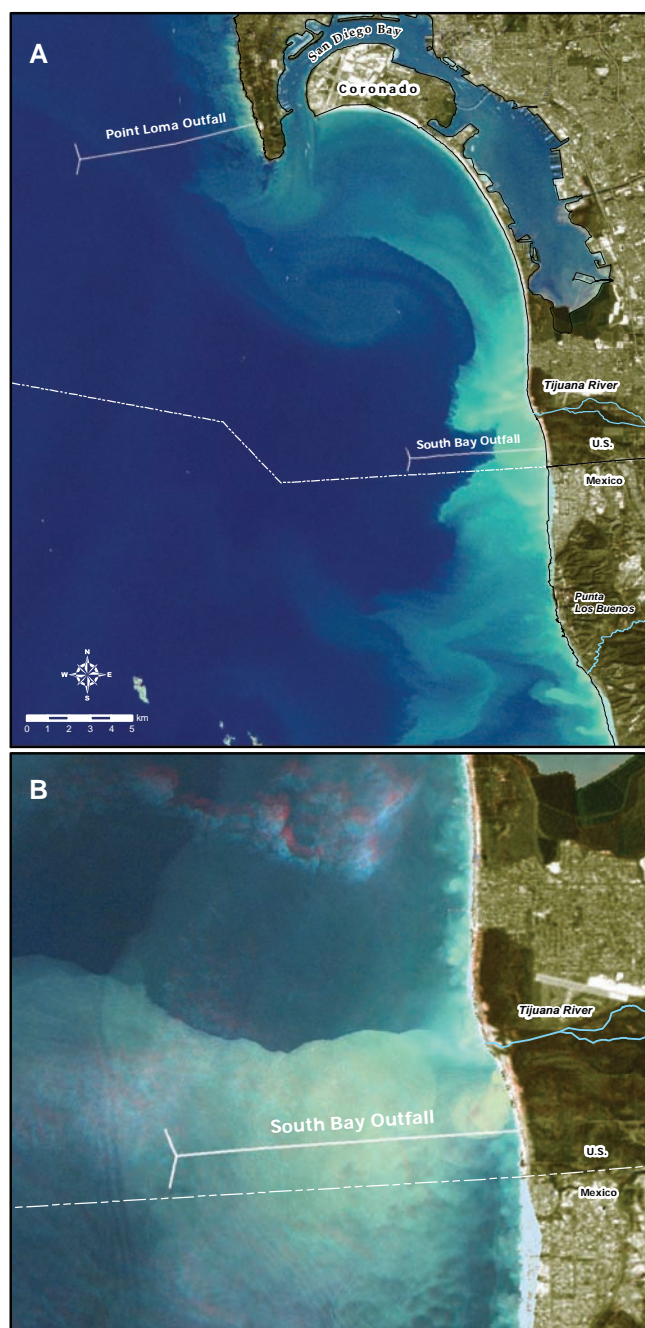 A
San Diego Bay
Coronado
Point Loma Outfall
Tijuana River
South Bay Outfall
U.S.
Mexico
Punta
Los Buenos
N
W E
S
0 1 2 3 4 5 km
B
Tijuana River
South Bay Outfall
U.S.
Mexico